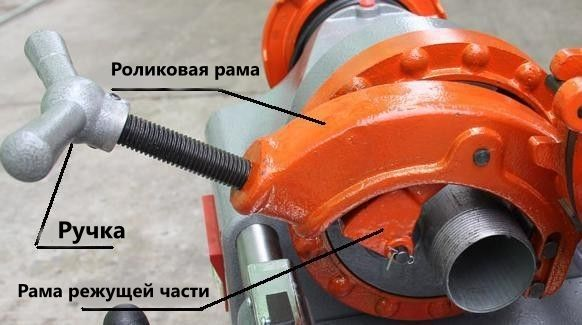 Роликовая рама
Ручка
Рама режущей части